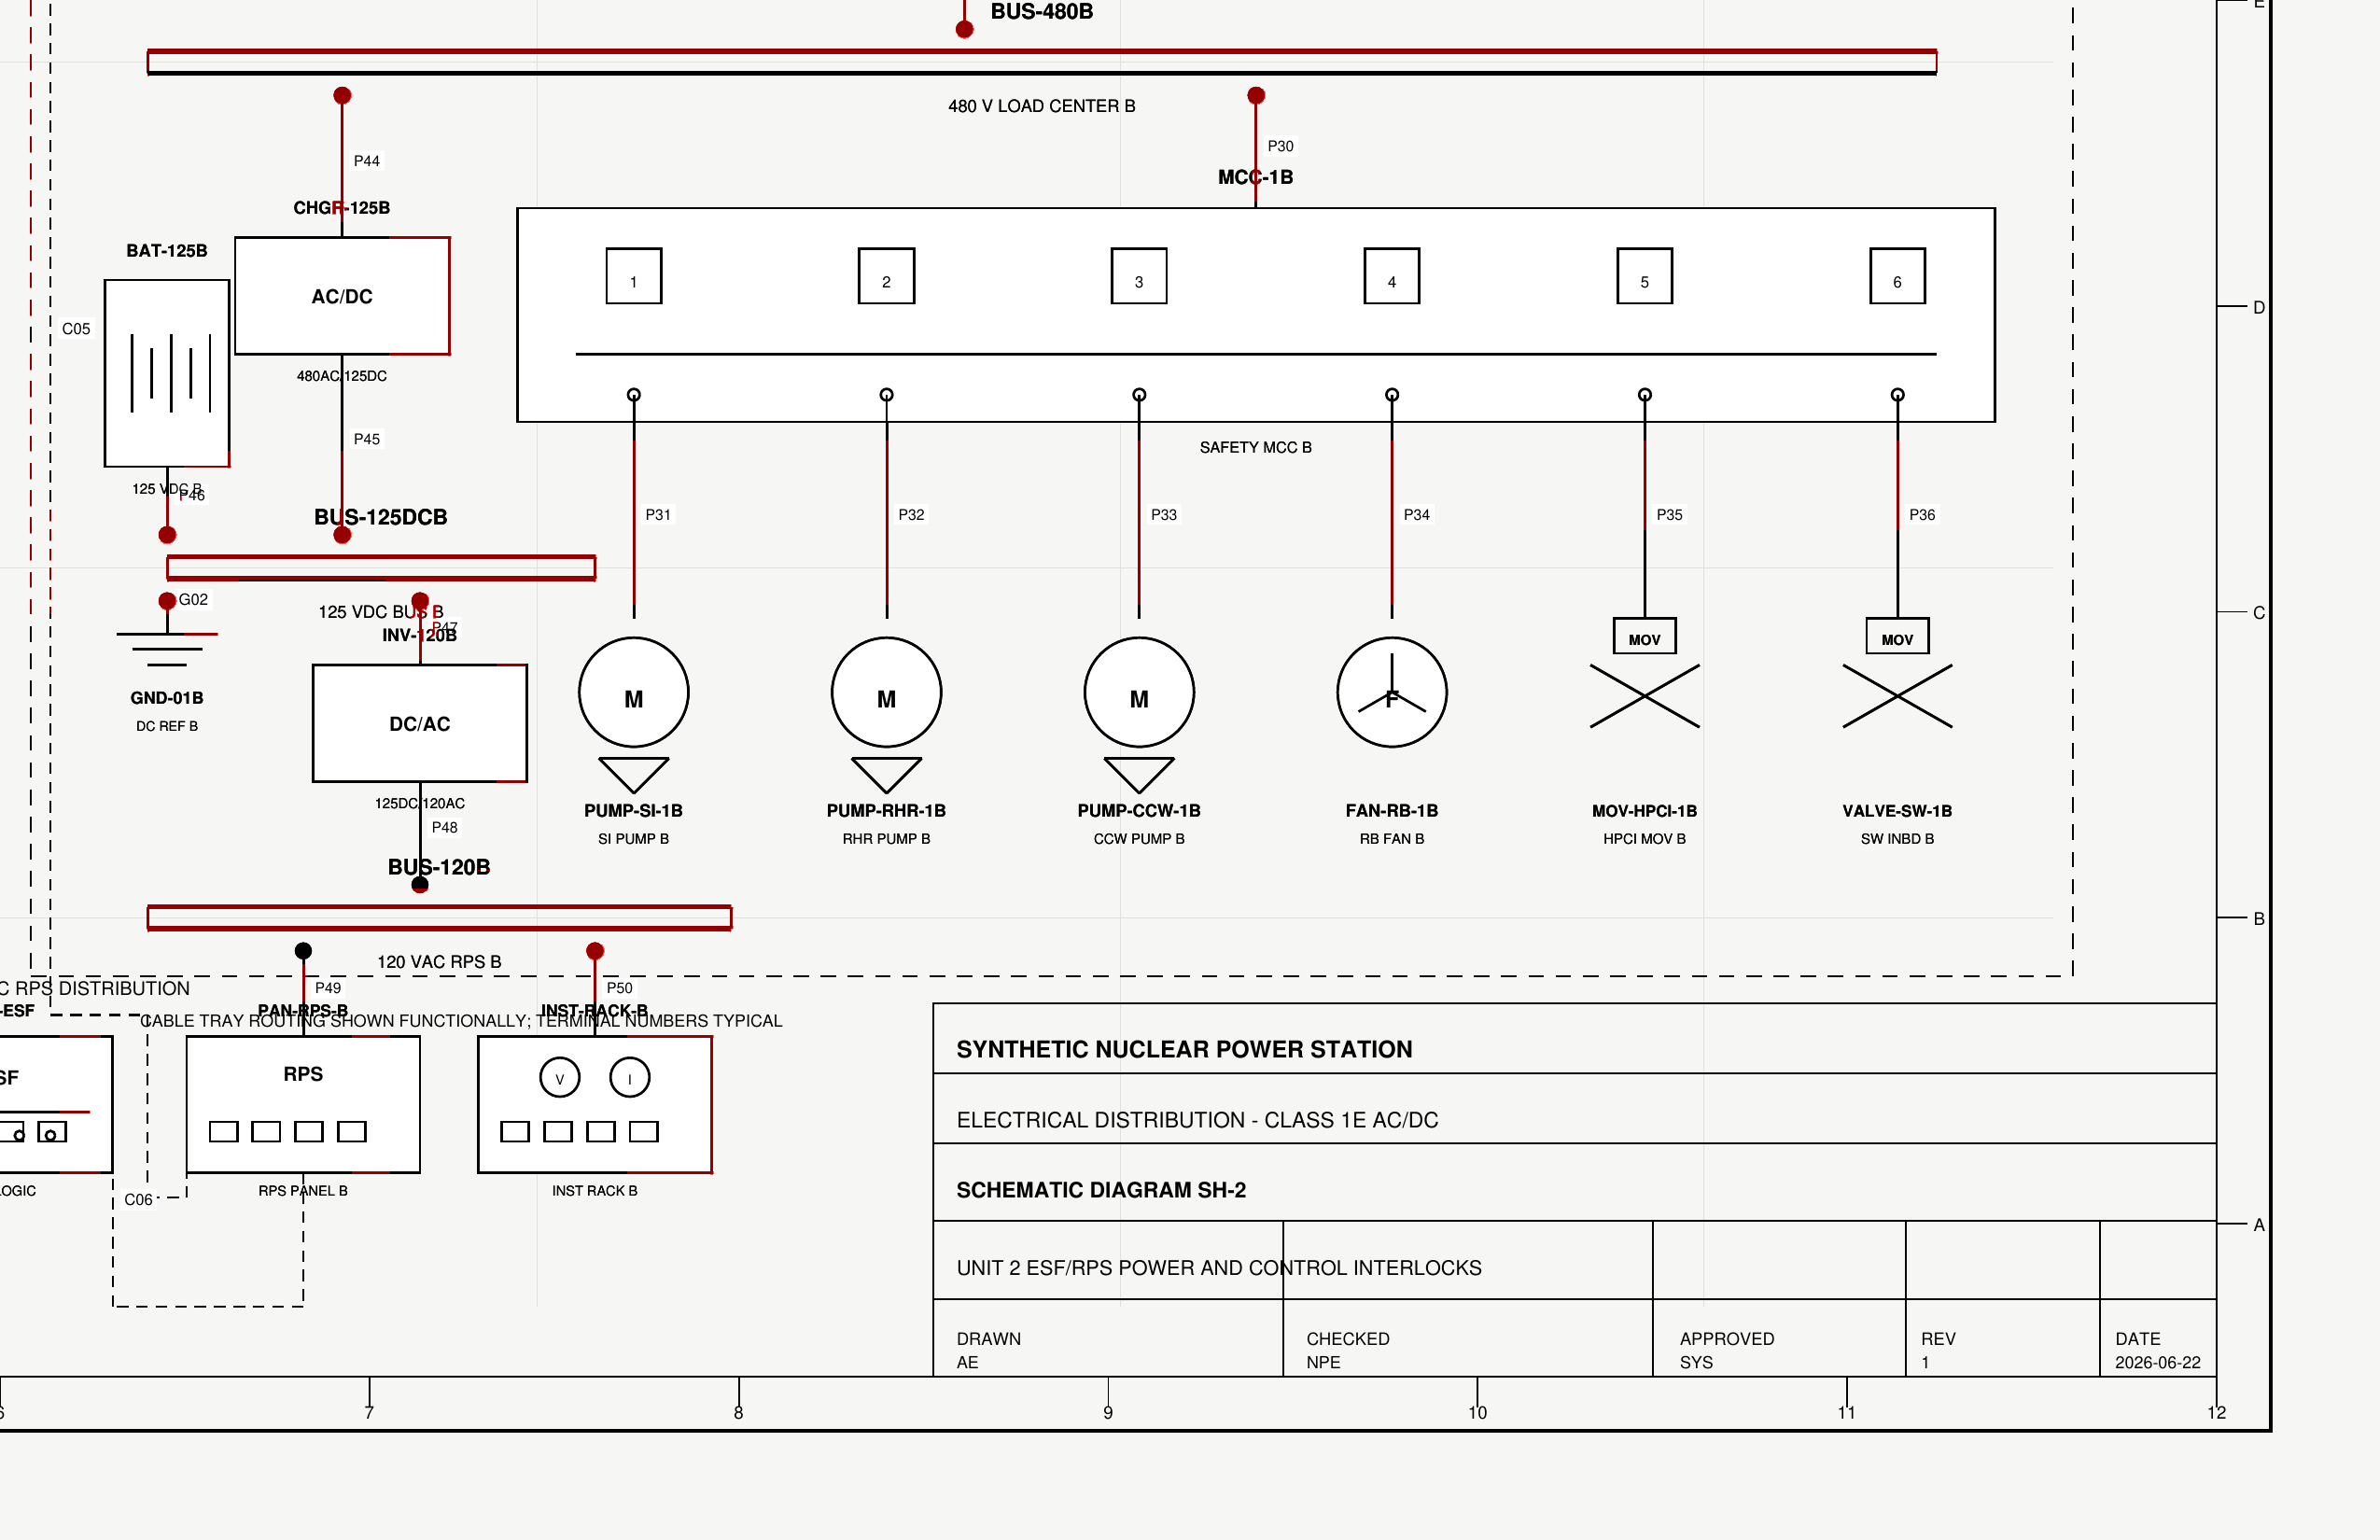 BUS-480B
E
480 V LOAD CENTER B
P44
P30
MCC-1B
CHGR-125B
BAT-125B
AC/DC
1
2
3
4
5
6
D
C05
480AC/125DC
P45
SAFETY MCC B
125 VDC B
P46
BUS-125DCB
P31
P32
P33
P34
P35
P36
G02
125 VDC BUS B
P47
INV-120B
C
MOV
MOV
GND-01B
DC REF B
DC/AC
M
M
M
F
125DC/120AC
P48
PUMP-SI-1B
PUMP-RHR-1B
PUMP-CCW-1B
FAN-RB-1B
MOV-HPCI-1B
VALVE-SW-1B
SI PUMP B
RHR PUMP B
CCW PUMP B
RB FAN B
HPCI MOV B
SW INBD B
BUS-120B
B
120 VAC RPS B
C RPS DISTRIBUTION
P49
P50
-ESF
PAN-RPS-B
INST-RACK-B
CABLE TRAY ROUTING SHOWN FUNCTIONALLY; TERMINAL NUMBERS TYPICAL
SF
RPS
V
I
OGIC
C06
RPS PANEL B
INST RACK B
SYNTHETIC NUCLEAR POWER STATION
ELECTRICAL DISTRIBUTION - CLASS 1E AC/DC
SCHEMATIC DIAGRAM SH-2
A
UNIT 2 ESF/RPS POWER AND CONTROL INTERLOCKS
DRAWN
AE
CHECKED
NPE
APPROVED
SYS
REV
1
DATE
2026-06-22
6
7
8
9
10
11
12